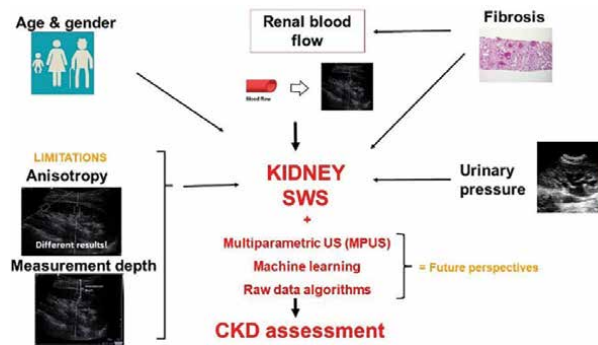 Age & gender
Renal blood
flow
Fibrosis
Blood flow
LIMITATIONS
Anisotropy
Different results!
Measurement depth
KIDNEY
SWS
+
Urinary
pressure
Multiparametric US (MPUS)
Machine learning
Raw data algorithms
= Future perspectives
CKD assessment